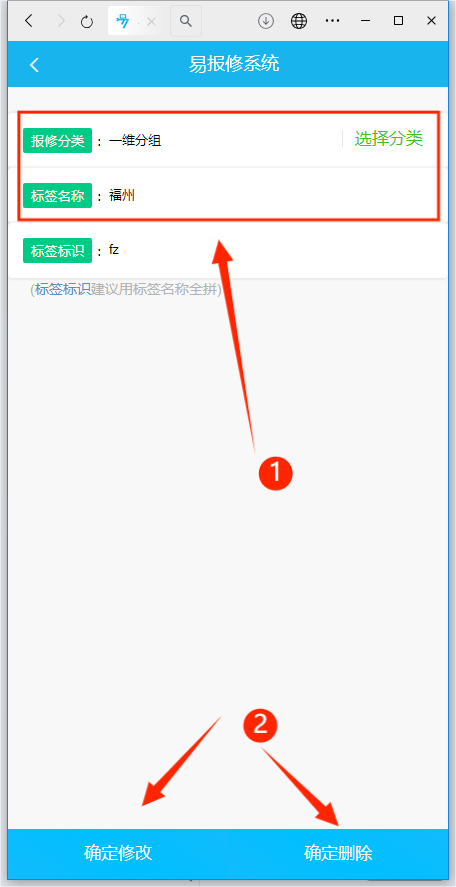 易报修系统
报修分类 : 一维分组 选择分类
标签名称 : 福州
标签标识 : fz
(标签标识建议用标签名称全拼)
1
2
确定修改 确定删除